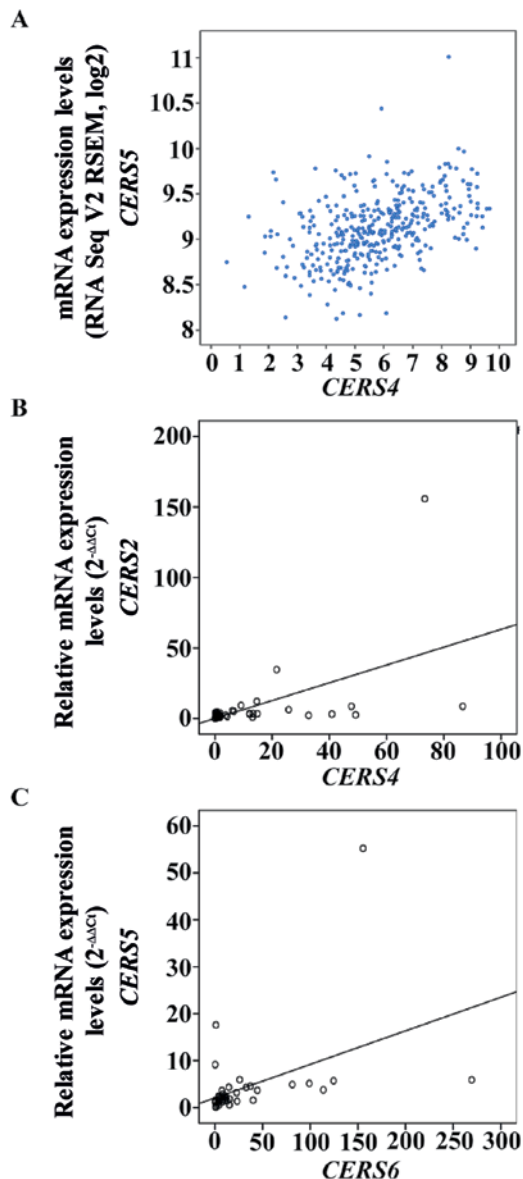 A
mRNA expression levels
(RNA Seq V2 RSEM, log2)
CERS5
11
10.5
10
9.5
9
8.5
8
0 1 2 3 4 5 6 7 8 9 10
CERS4
B
Relative mRNA expression
levels (2-ΔΔCt)
CERS2
200
150
100
50
0
0 20 40 60 80 100
CERS4
C
Relative mRNA expression
levels (2-ΔΔCt)
CERS5
60
50
40
30
20
10
0
0 50 100 150 200 250 300
CERS6